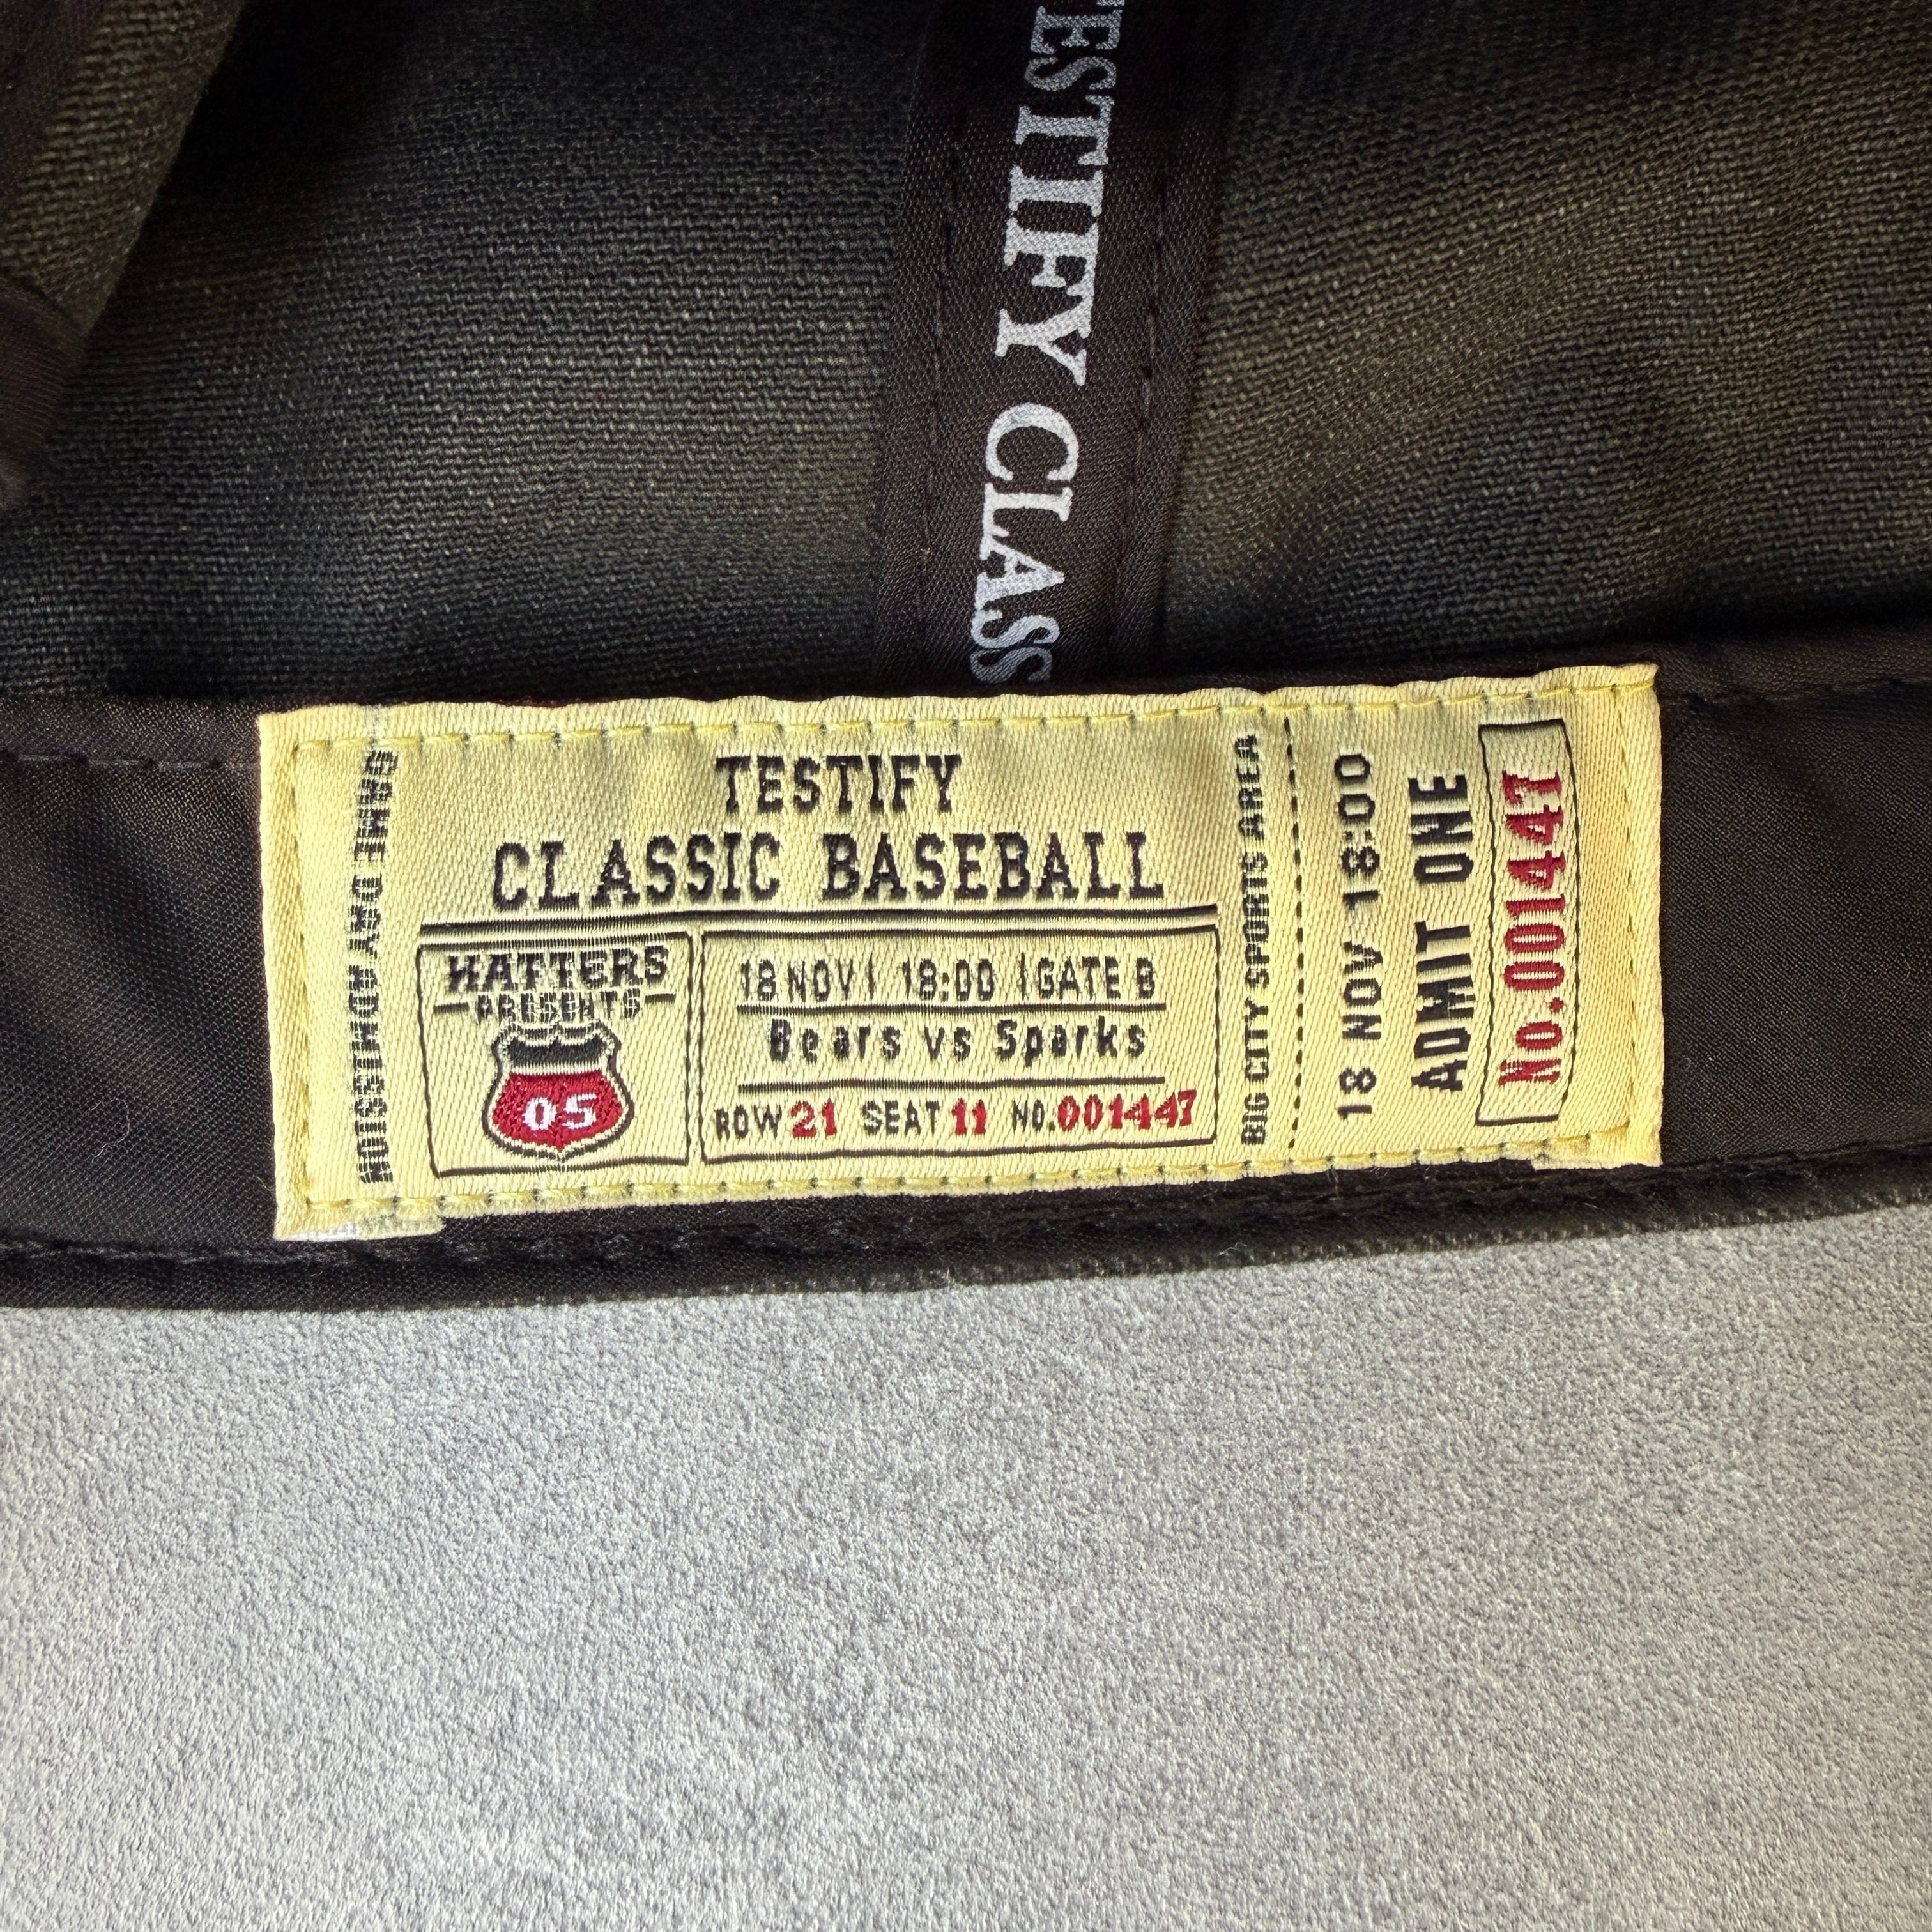 TESTIFY CLASS
GAME DAY ADMISSION
TESTIFY
CLASSIC BASEBALL
HATTERS
PRESENTS
05
18 NOV | 18:00 | GATE B
Bears vs Sparks
ROW 21 SEAT 11 NO.001447
BIG CITY SPORTS AREA
18 NOV 18:00
ADMIT ONE
No.001447